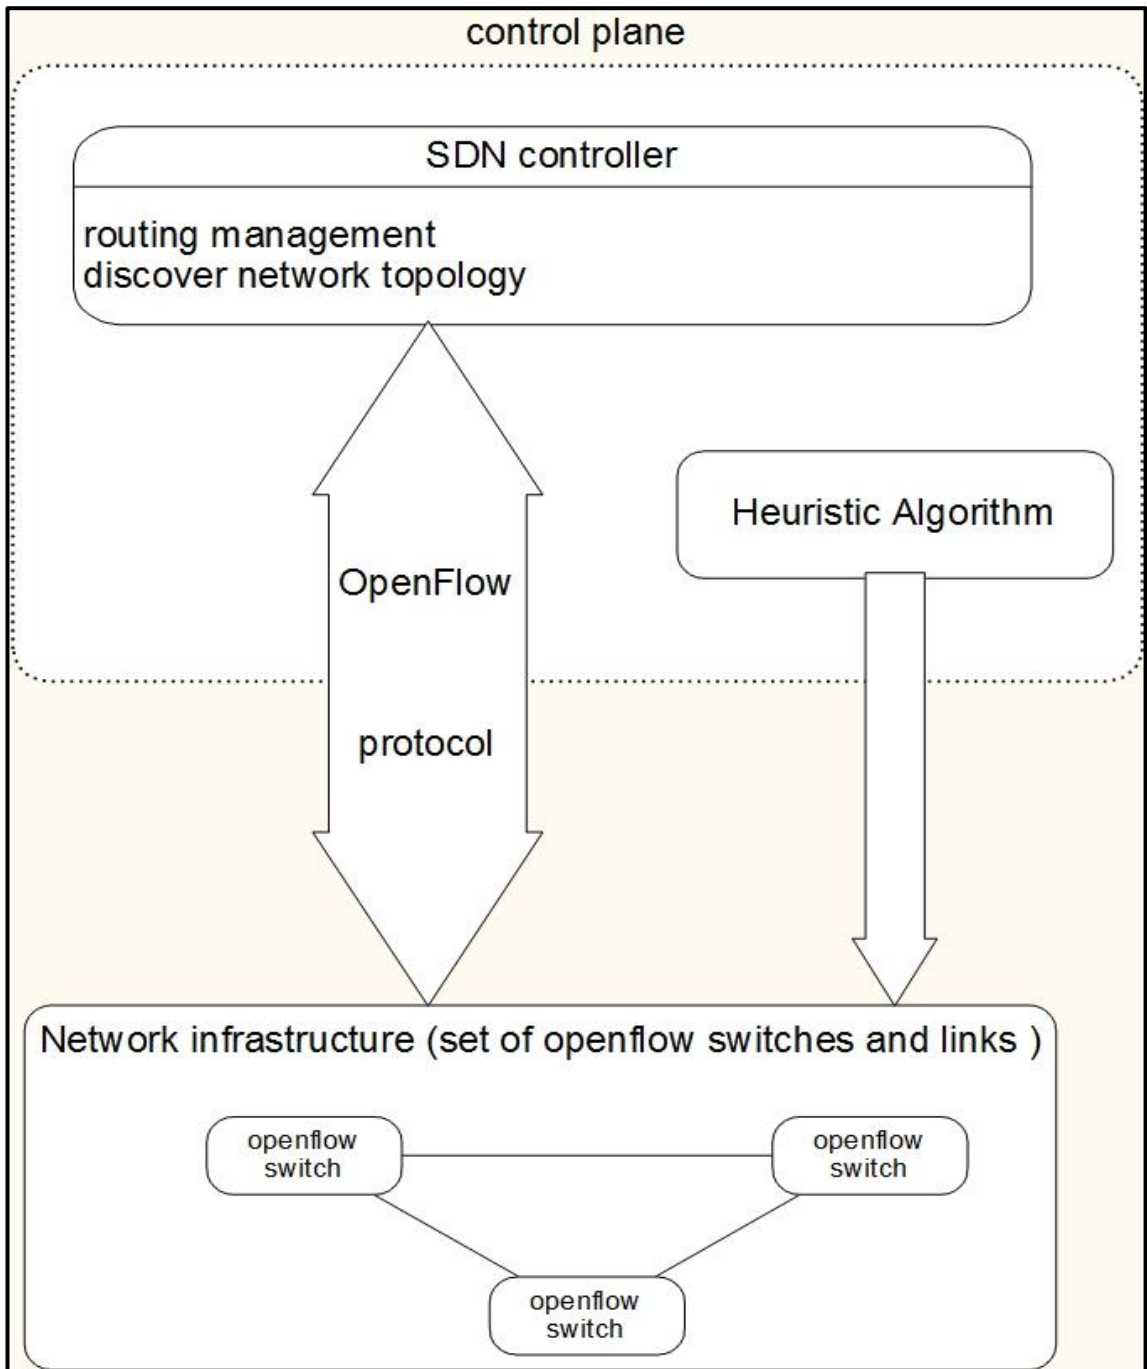 control plane
SDN controller
routing management
discover network topology
Heuristic Algorithm
OpenFlow
protocol
Network infrastructure (set of openflow switches and links )
openflow
switch
openflow
switch
openflow
switch